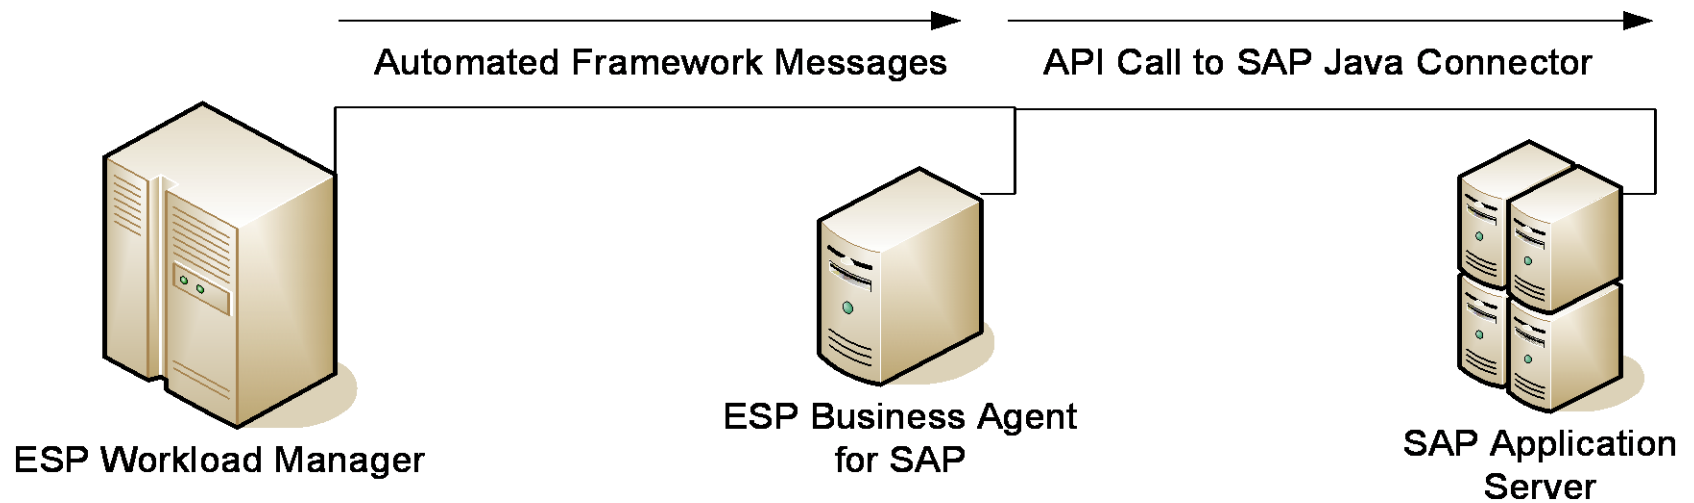 Automated Framework Messages
API Call to SAP Java Connector
ESP Workload Manager
ESP Business Agent
for SAP
SAP Application
Server